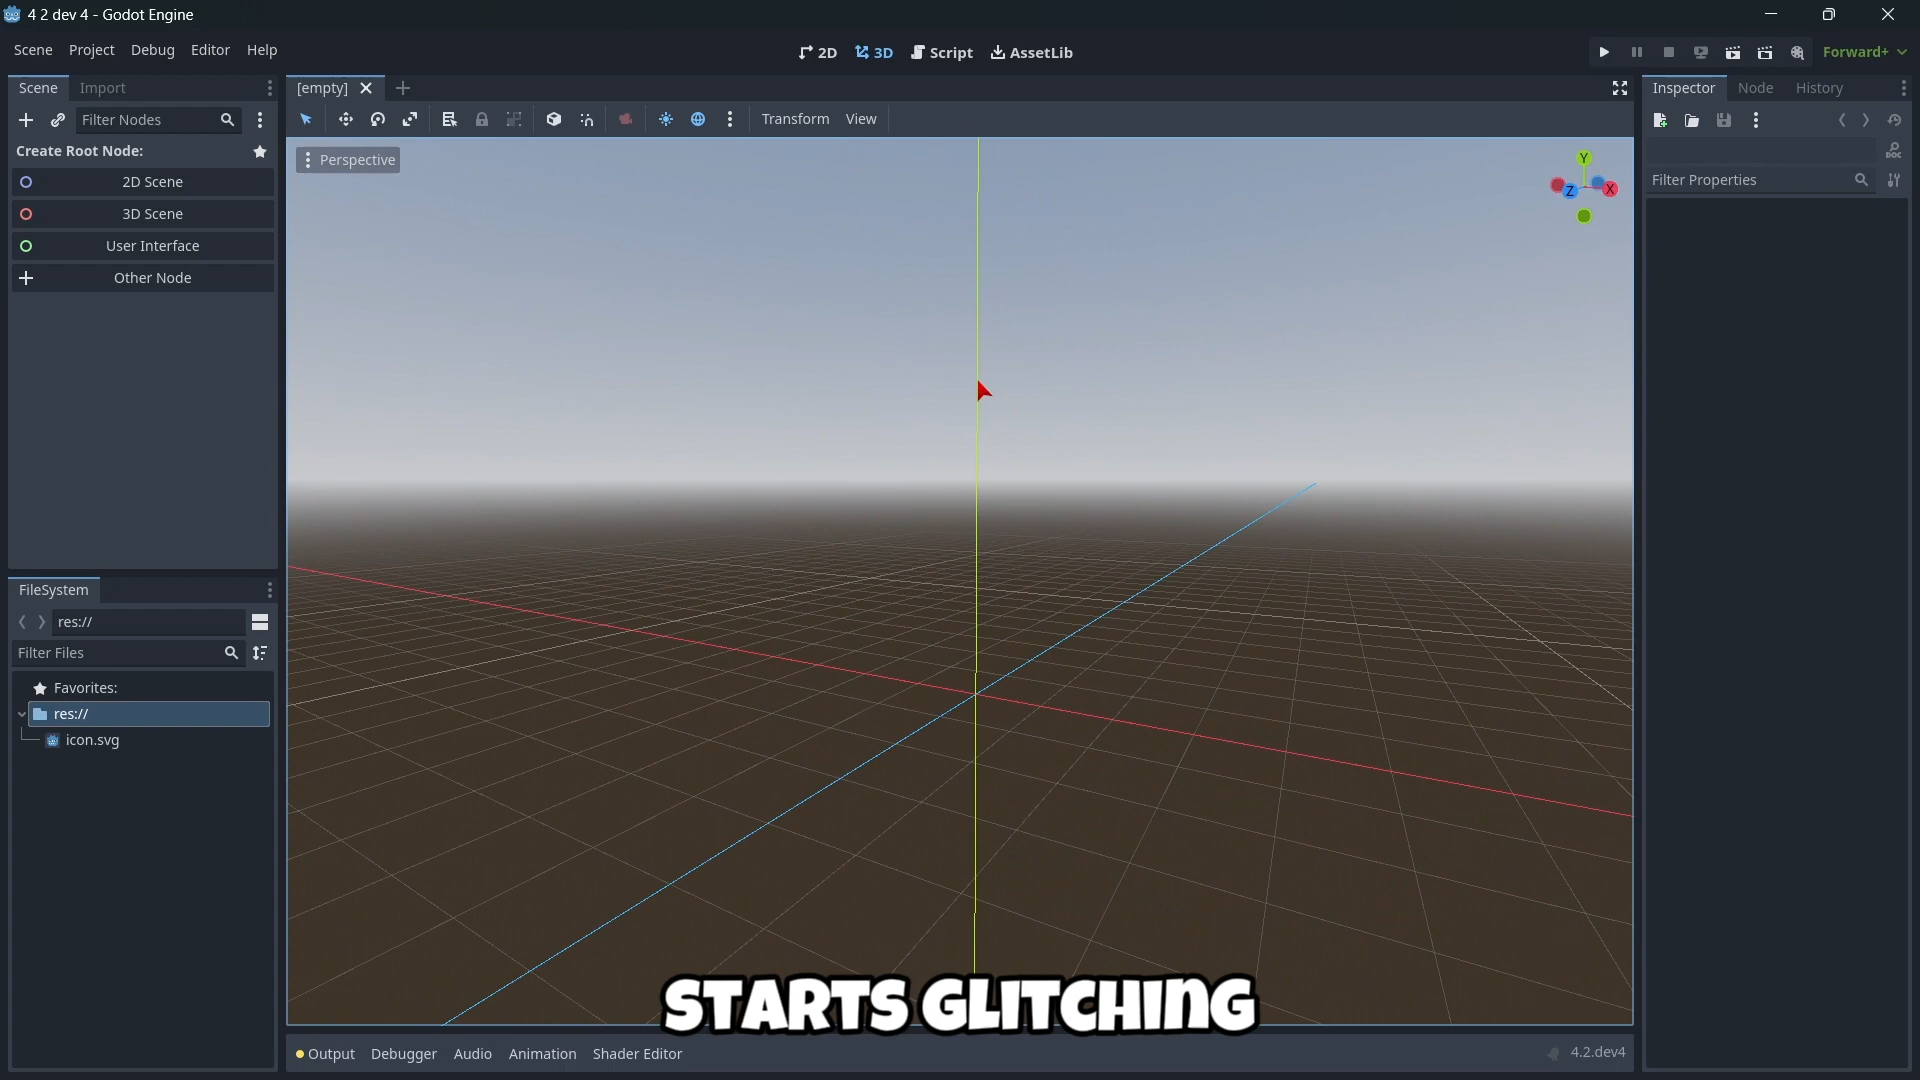 4 2 dev 4 - Godot Engine
Scene Project Debug Editor Help
2D 3D Script AssetLib
Forward+
Scene Import
[empty]
Inspector Node History
Filter Nodes
Transform View
Create Root Node:
DOC
Perspective
Y
Z X
Filter Properties
2D Scene
3D Scene
User Interface
Other Node
FileSystem
res://
Filter Files
Favorites:
res://
icon.svg
STARTS GLITCHING
Output Debugger Audio Animation Shader Editor
4.2.dev4